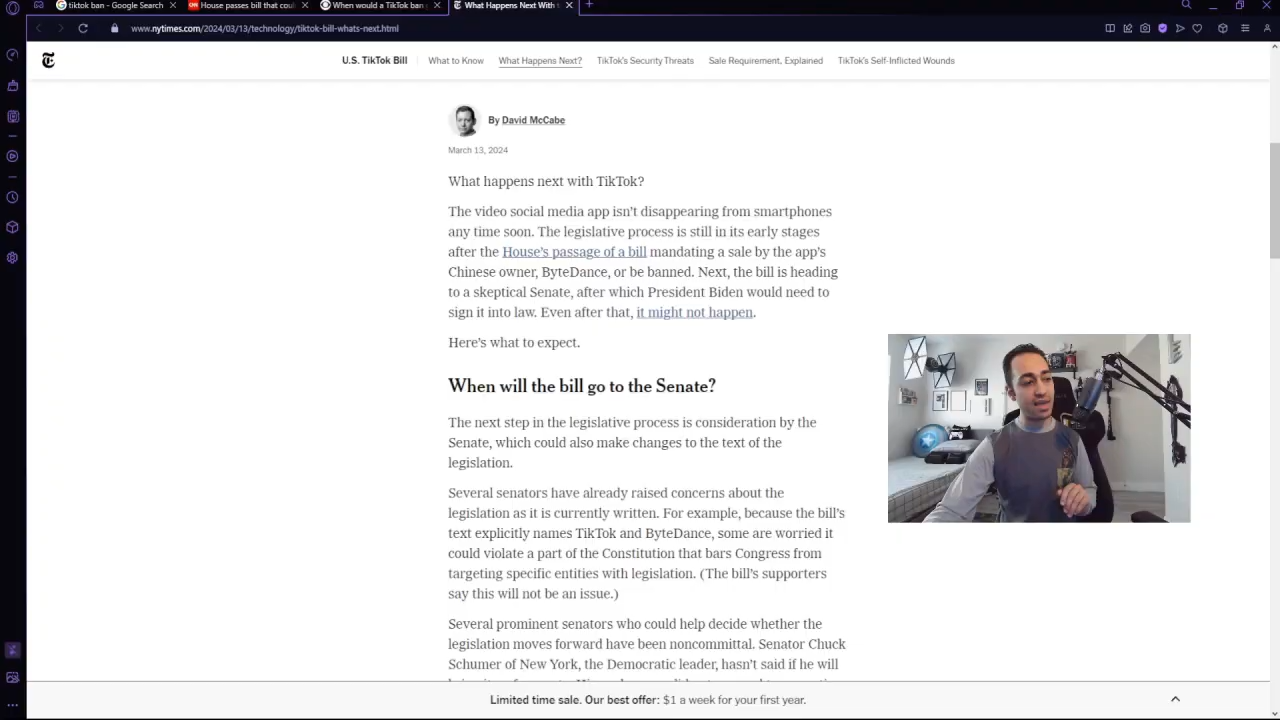 tiktok ban - Google Search
House passes bill that coul
When would a TikTok ban g
What Happens Next With
www.nytimes.com/2024/03/13/technology/tiktok-bill-whats-next.html
U.S. TikTok Bill What to Know What Happens Next? TikTok's Security Threats Sale Requirement, Explained TikTok's Self-Inflicted Wounds
By David McCabe
March 13, 2024
What happens next with TikTok?
The video social media app isn't disappearing from smartphones
any time soon. The legislative process is still in its early stages
after the House's passage of a bill mandating a sale by the app's
Chinese owner, ByteDance, or be banned. Next, the bill is heading
to a skeptical Senate, after which President Biden would need to
sign it into law. Even after that, it might not happen.
Here's what to expect.
When will the bill go to the Senate?
The next step in the legislative process is consideration by the
Senate, which could also make changes to the text of the
legislation.
Several senators have already raised concerns about the
legislation as it is currently written. For example, because the bill's
text explicitly names TikTok and ByteDance, some are worried it
could violate a part of the Constitution that bars Congress from
targeting specific entities with legislation. (The bill's supporters
say this will not be an issue.)
Several prominent senators who could help decide whether the
legislation moves forward have been noncommittal. Senator Chuck
Schumer of New York, the Democratic leader, hasn't said if he will
Limited time sale. Our best offer: $1 a week for your first year.